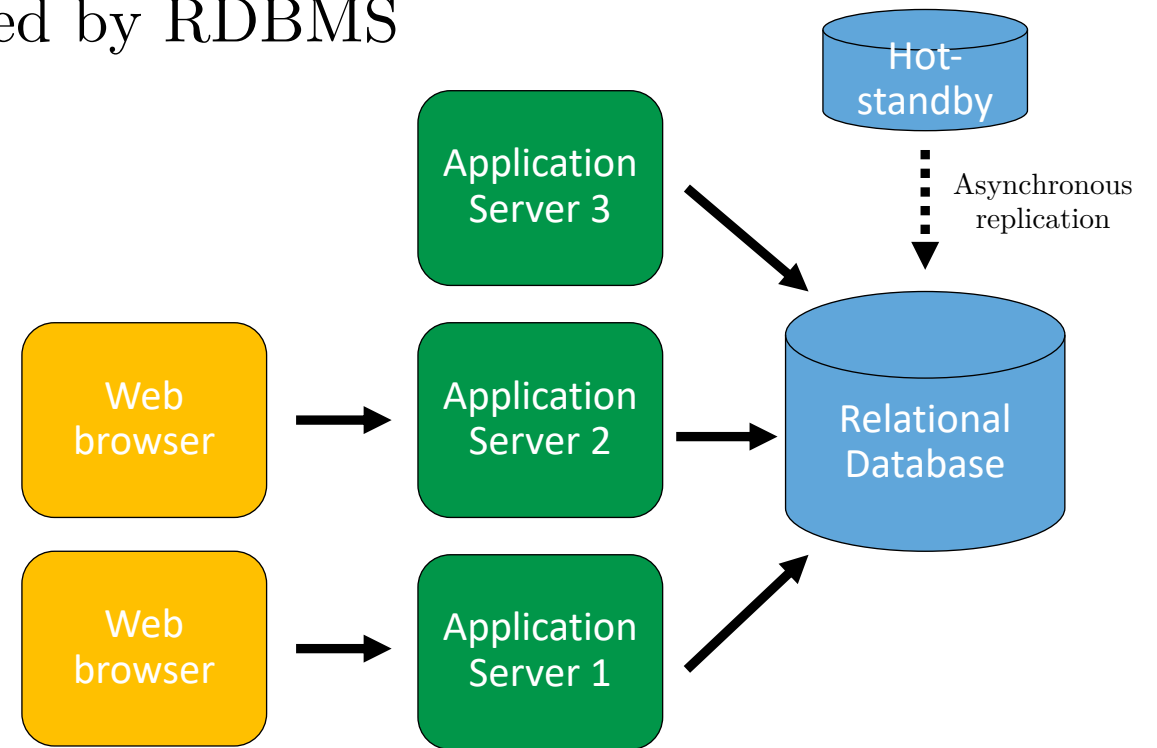 ed by RDBMS
Hot-
standby
Asynchronous
replication
Application
Server 3
Web
browser
Application
Server 2
Relational
Database
Web
browser
Application
Server 1